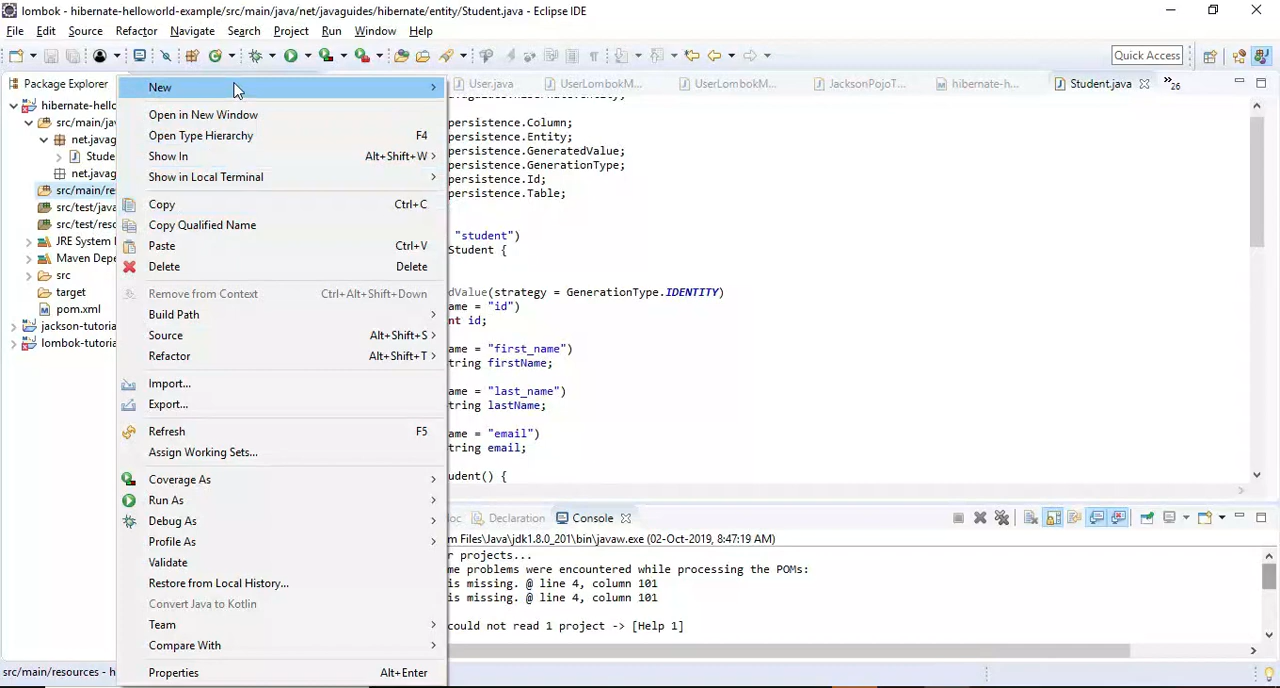 lombok - hibernate-helloworld-example/src/main/java/net/javaguides/hibernate/entity/Student.java - Eclipse IDE
File Edit Source Refactor Navigate Search Project Run Window Help
Quick Access
Package Explorer
User.java UserLombokM... UserLombokM... JacksonPojoT... hibernate-h... Student.java 26
hibernate-hello
src/main/jav
net.javag
Stude
net.javag
src/main/res
src/test/java
src/test/reso
JRE System
Maven Depe
src
target
pom.xml
jackson-tutoria
lombok-tutoria
New
Open in New Window
Open Type Hierarchy F4
Show In Alt+Shift+W
Show in Local Terminal
Copy Ctrl+C
Copy Qualified Name
Paste Ctrl+V
Delete Delete
Remove from Context Ctrl+Alt+Shift+Down
Build Path
Source Alt+Shift+S
Refactor Alt+Shift+T
Import...
Export...
Refresh F5
Assign Working Sets...
Coverage As
Run As
Debug As
Profile As
Validate
Restore from Local History...
Convert Java to Kotlin
Team
Compare With
Properties Alt+Enter
persistence.Column;
persistence.Entity;
persistence.GeneratedValue;
persistence.GenerationType;
persistence.Id;
persistence.Table;
"student")
Student {
dValue(strategy = GenerationType.IDENTITY)
ame = "id")
nt id;
ame = "first_name")
tring firstName;
ame = "last_name")
tring lastName;
ame = "email")
tring email;
udent() {
oc Declaration Console
m Files\Java\jdk1.8.0_201\bin\javaw.exe (02-Oct-2019, 8:47:19 AM)
r projects...
me problems were encountered while processing the POMs:
is missing. @ line 4, column 101
is missing. @ line 4, column 101
could not read 1 project -> [Help 1]
src/main/resources - h